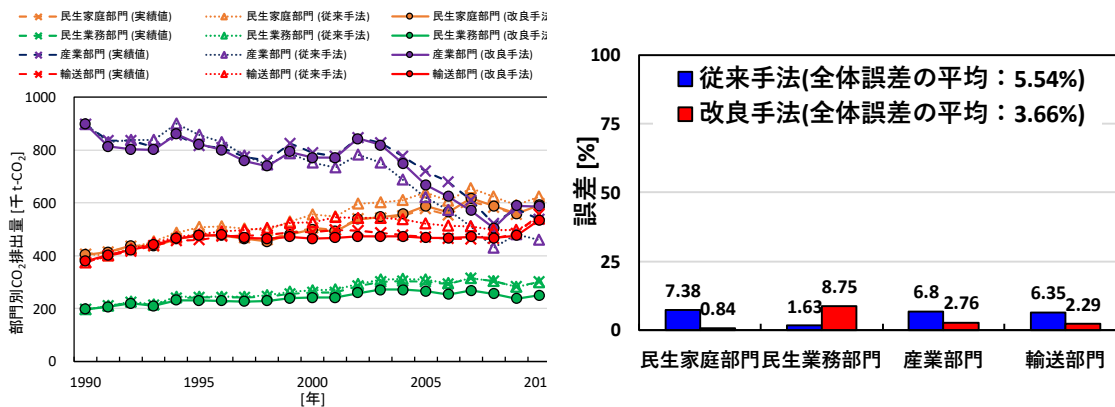 民生家庭部門 (実績値) 民生家庭部門 (従来手法) 民生家庭部門 (改良手法)
民生業務部門 (実績値) 民生業務部門 (従来手法) 民生業務部門 (改良手法
産業部門 (実績値) 産業部門 (従来手法) 産業部門 (改良手法)
輸送部門 (実績値) 輸送部門 (従来手法) 輸送部門 (改良手法)
部門別CO₂排出量 [千 t-CO₂]
1000
800
600
400
200
0
1990 1995 2000 2005 201
[年]
誤差 [%]
100
50
0
従来手法(全体誤差の平均：5.54%)
改良手法(全体誤差の平均：3.66%)
7.38 0.84 1.63 8.75 6.8 2.76 6.35 2.29
民生家庭部門 民生業務部門 産業部門 輸送部門